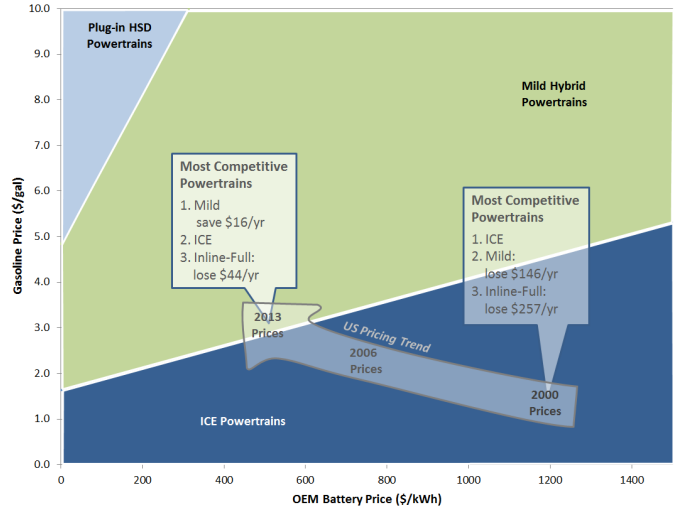 10.0
9.0
8.0
7.0
6.0
5.0
4.0
3.0
2.0
1.0
0.0
Gasoline Price ($/gal)
Plug-in HSD
Powertrains
Mild Hybrid
Powertrains
Most Competitive
Powertrains
1. Mild
save $16/yr
2. ICE
3. Inline-Full:
lose $44/yr
Most Competitive
Powertrains
1. ICE
2. Mild:
lose $146/yr
3. Inline-Full:
lose $257/yr
2013
Prices
US Pricing Trend
2006
Prices
2000
Prices
ICE Powertrains
0
200
400
600
800
1000
1200
1400
OEM Battery Price ($/kWh)